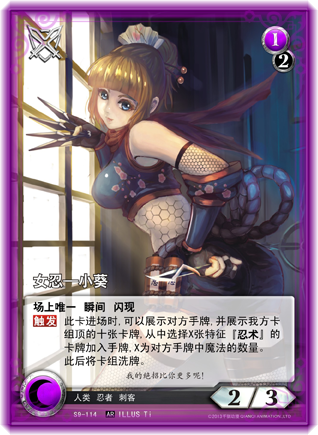 I
2
女忍—小葵
场上唯一 瞬间 闪现
触发 此卡进场时,可以展示对方手牌,并展示我方卡
组顶的十张卡牌,从中选择X张特征『忍术』的
卡牌加入手牌,X为对方手牌中魔法的数量。
此后将卡组洗牌。
我的绝招比你更多呢!
人类 忍者 刺客
2/3
S9-114 AR ILLUS Ti